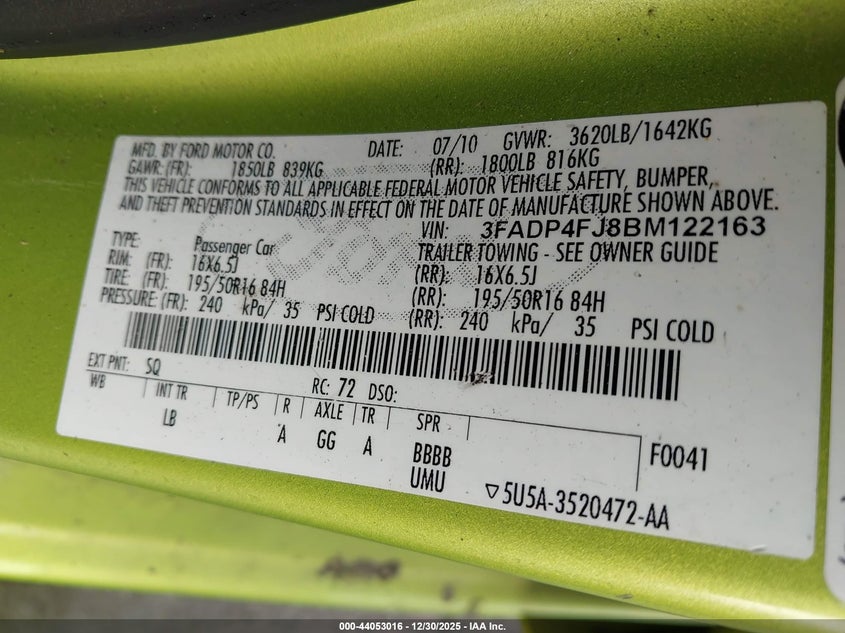 MFD. BY FORD MOTOR CO. DATE: 07/10 GVWR: 3620LB/1642KG
GAWR: (FR): 1850LB 839KG (RR): 1800LB 816KG
THIS VEHICLE CONFORMS TO ALL APPLICABLE FEDERAL MOTOR VEHICLE SAFETY, BUMPER,
AND THEFT PREVENTION STANDARDS IN EFFECT ON THE DATE OF MANUFACTURE SHOWN ABOVE.
VIN: 3FADP4FJ8BM122163
TYPE: Passenger Car TRAILER TOWING - SEE OWNER GUIDE
RIM: (FR): 16X6.5J (RR): 16X6.5J
TIRE: (FR): 195/50R16 84H (RR): 195/50R16 84H
PRESSURE: (FR): 240 kPa/ 35 PSI COLD (RR): 240 kPa/ 35 PSI COLD
EXT PNT: SQ RC: 72 DSO:
WB INT TR TP/PS R AXLE TR SPR
LB A GG A BBBB F0041
UMU 5U5A-3520472-AA
000-44053016 - 12/30/2025 - IAA Inc.